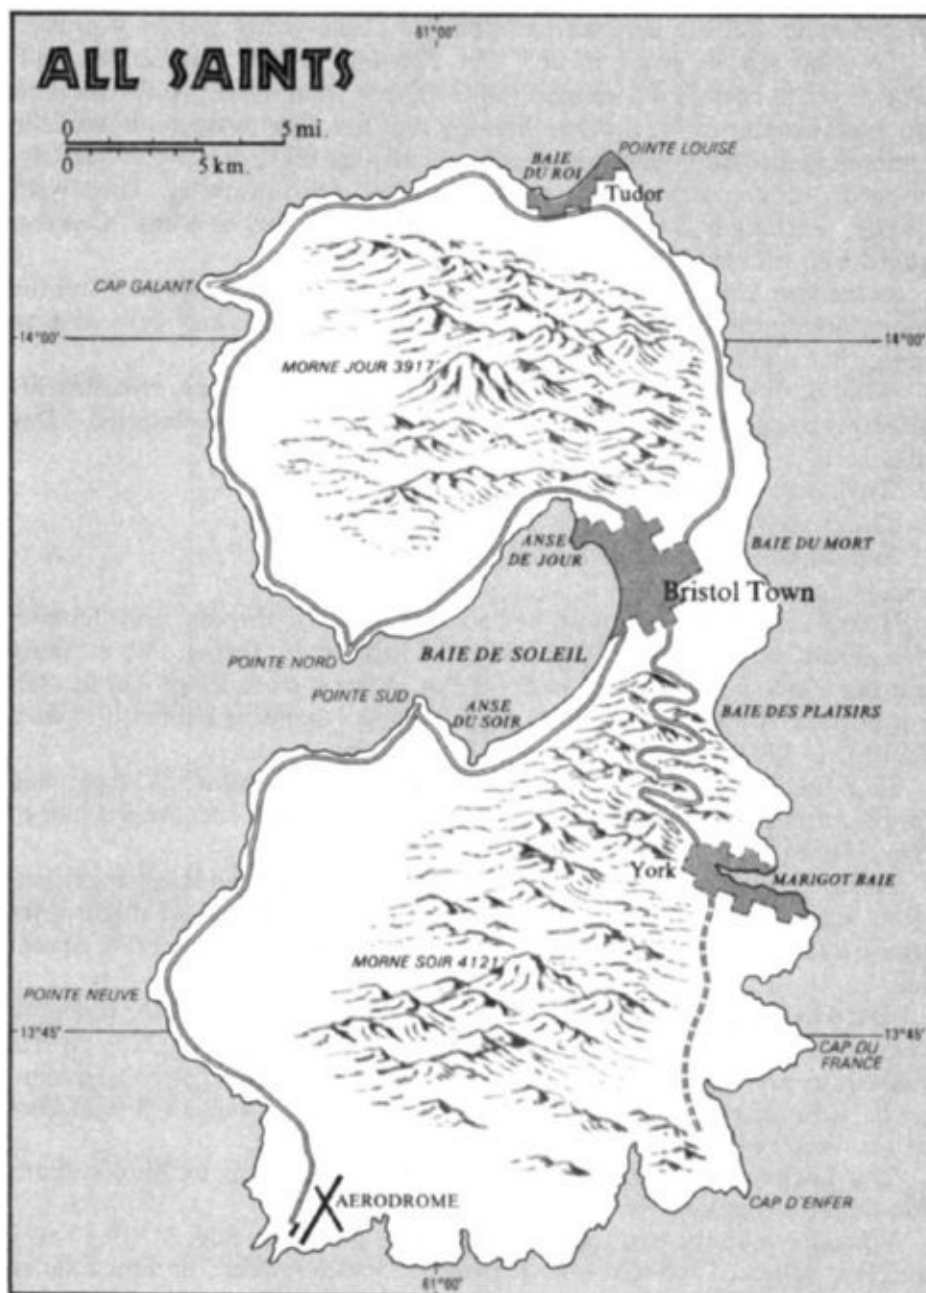 61°00'
ALL SAINTS
0 5 mi.
0 5 km.
BAIE
DU ROI
POINTE LOUISE
Tudor
CAP GALANT
14°00'
14°00'
MORNE JOUR 3917'
ANSE
DE JOUR
BAIE DU MORT
Bristol Town
POINTE NORD
BAIE DE SOLEIL
POINTE SUD
ANSE
DU SOIR
BAIE DES PLAISIRS
York
MARIGOT BAIE
MORNE SOIR 4121'
POINTE NEUVE
13°45'
13°45'
CAP DU
FRANCE
AERODROME
CAP D'ENFER
61°00'